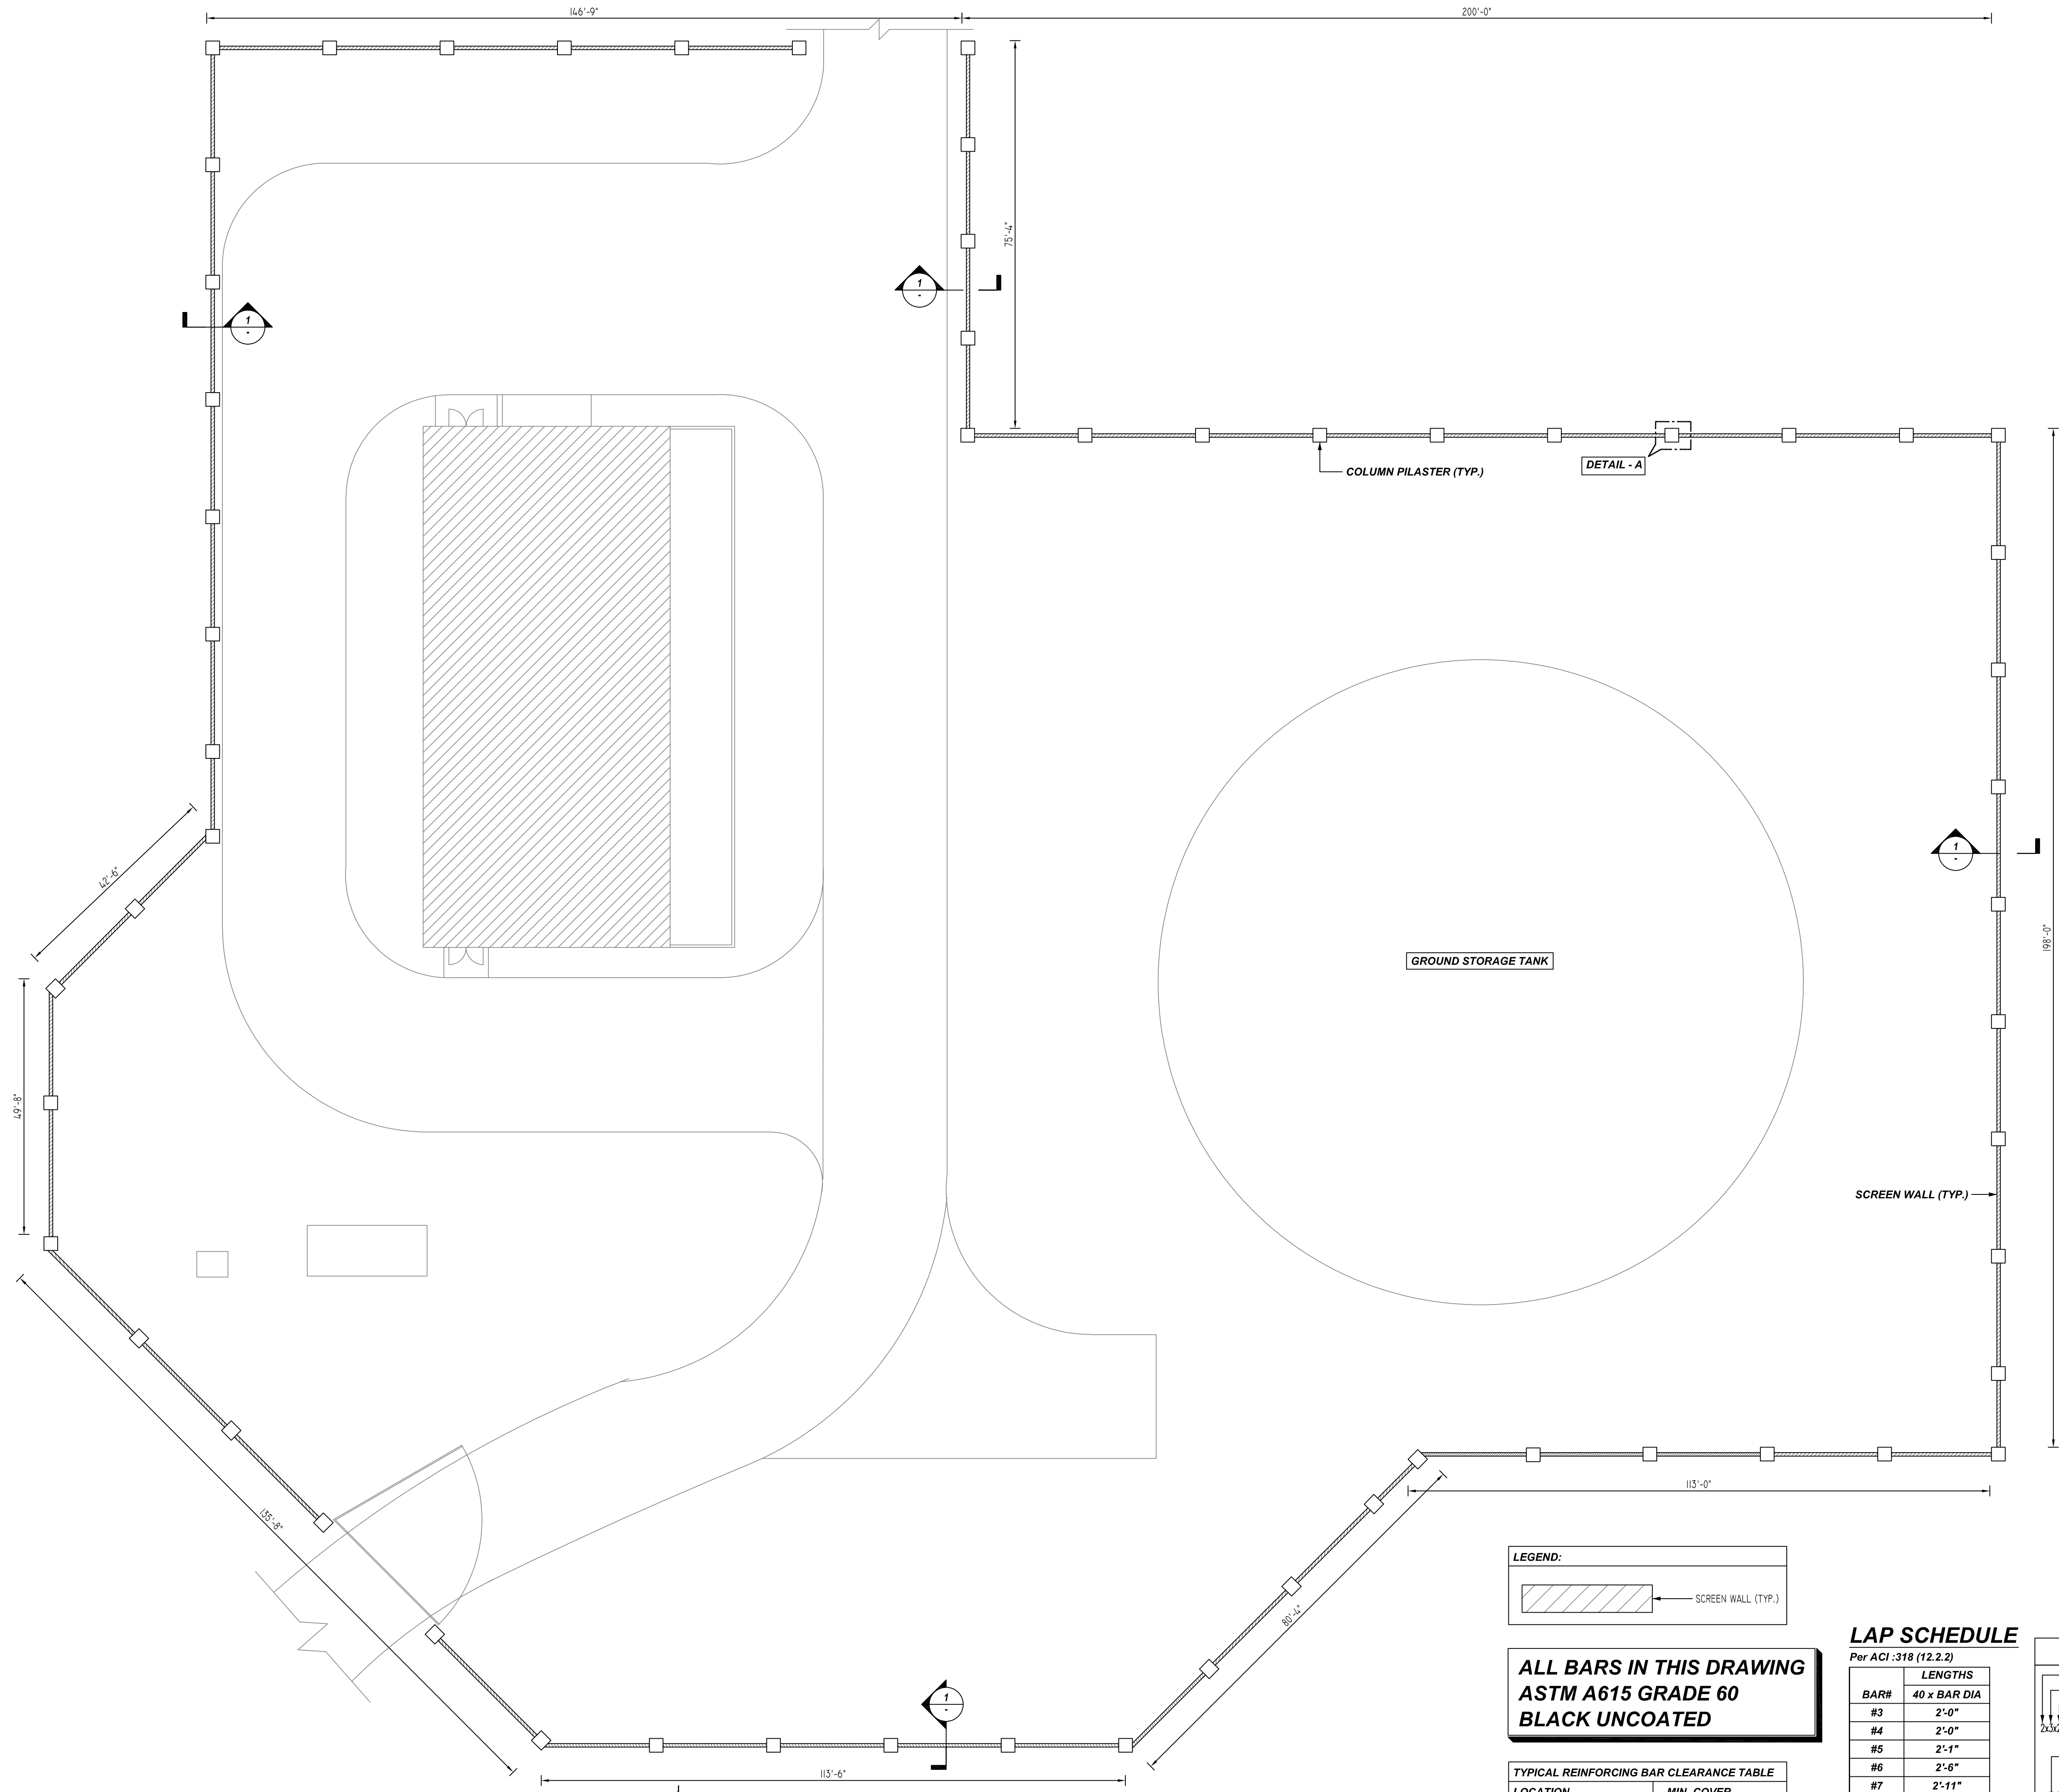 146'-9"
200'-0"
75'-4"
1
-
1
-
COLUMN PILASTER (TYP.)
DETAIL - A
42'-6"
1
-
198'-0"
GROUND STORAGE TANK
49'-8"
SCREEN WALL (TYP.)
135'-8"
113'-0"
80'-4"
1
-
113'-6"
LEGEND:
SCREEN WALL (TYP.)
ALL BARS IN THIS DRAWING
ASTM A615 GRADE 60
BLACK UNCOATED
TYPICAL REINFORCING BAR CLEARANCE TABLE
LOCATION MIN. COVER
LAP SCHEDULE
Per ACI :318 (12.2.2)
LENGTHS
BAR# 40 x BAR DIA
#3 2'-0"
#4 2'-0"
#5 2'-1"
#6 2'-6"
#7 2'-11"